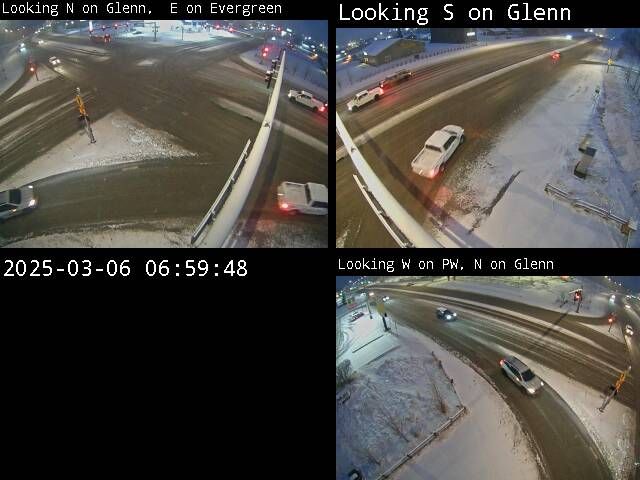 Looking N on Glenn,  E on Evergreen
Looking S on Glenn
2025-03-06 06:59:48
Looking W on PW, N on Glenn